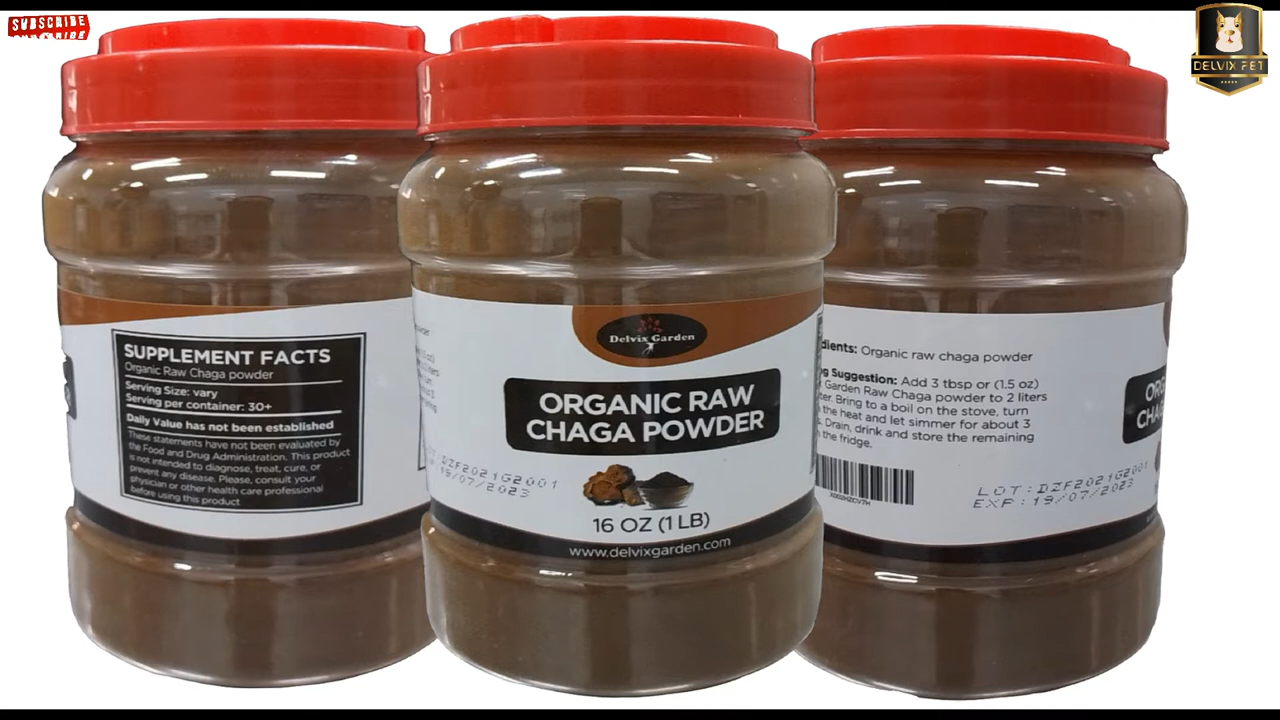 SUBSCRIBE
DELVIX PET
SUPPLEMENT FACTS
Organic Raw Chaga powder
Serving Size: vary
Serving per container: 30+
Daily Value has not been established
These statements have not been evaluated by
the Food and Drug Administration. This product
is not intended to diagnose, treat, cure, or
prevent any disease. Please, consult your
physician or other health care professional
before using this product
Delvix Garden
ORGANIC RAW
CHAGA POWDER
LOT:DZF2021G2001
19/07/2023
16 OZ (1 LB)
www.delvixgarden.com
dients: Organic raw chaga powder
g Suggestion: Add 3 tbsp or (1.5 oz)
Garden Raw Chaga powder to 2 liters
ter. Bring to a boil on the stove, turn
the heat and let simmer for about 3
Drain, drink and store the remaining
the fridge.
LOT:DZF2021G2001
EXP:19/07/2023